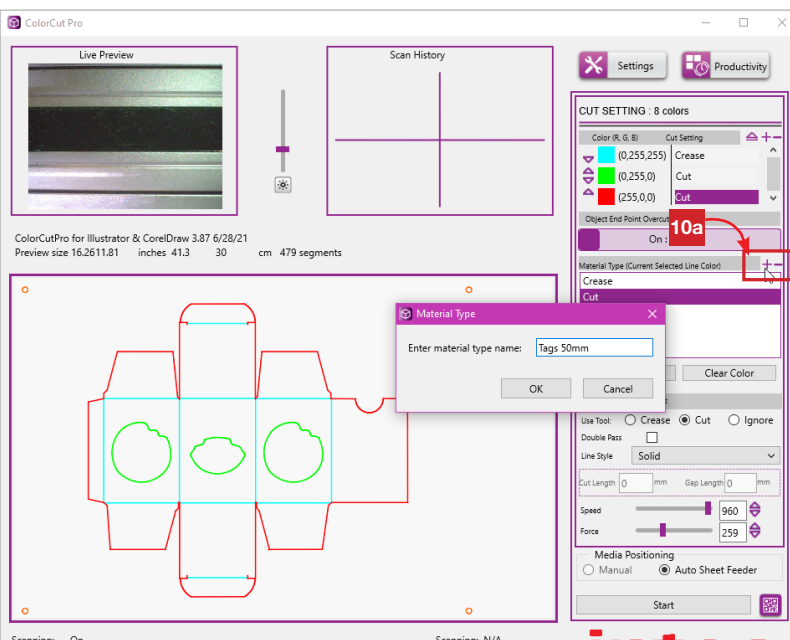 ColorCut Pro
Live Preview
Scan History
Settings
Productivity
CUT SETTING : 8 colors
Color (R, G, B) Cut Setting
(0,255,255) Crease
(0,255,0) Cut
(255,0,0) Cut
Object End Point Overcut
On :
10a
Material Type (Current Selected Line Color)
Crease
Cut
ColorCutPro for Illustrator & CorelDraw 3.87 6/28/21
Preview size 16.2611.81 inches 41.3 30 cm 479 segments
Material Type
Enter material type name: Tags 50mm
OK Cancel
Clear Color
Use Tool: Crease Cut Ignore
Double Pass
Line Style Solid
Cut Length 0 mm Gap Length 0 mm
Speed 960
Force 259
Media Positioning
Manual Auto Sheet Feeder
Start
Scanning: On
Scanning: N/A